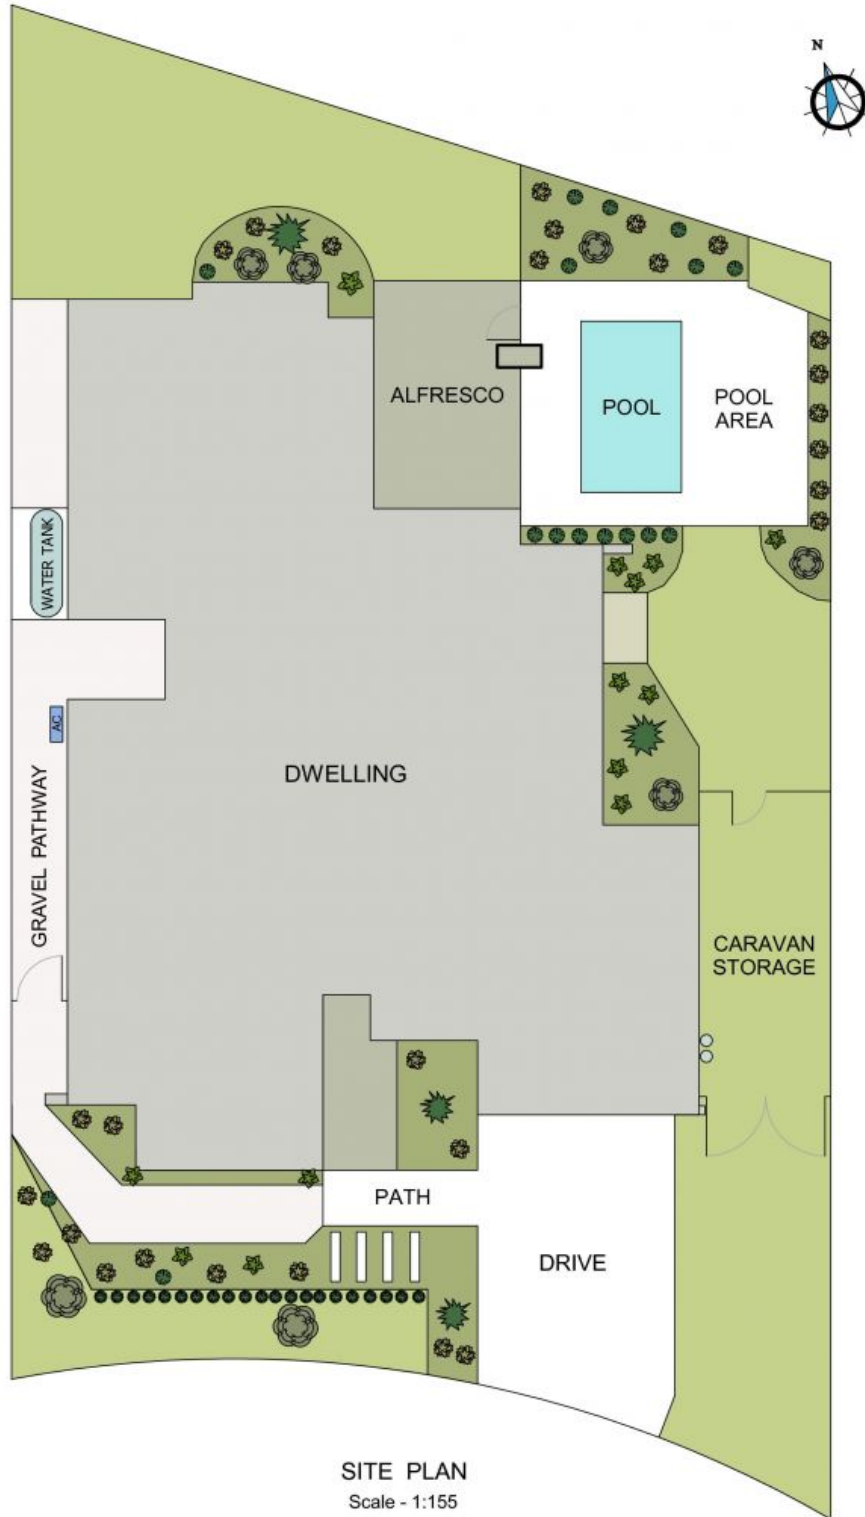 N
ALFRESCO
POOL
POOL
AREA
WATER TANK
AC
DWELLING
GRAVEL PATHWAY
CARAVAN
STORAGE
PATH
DRIVE
SITE PLAN
Scale - 1:155